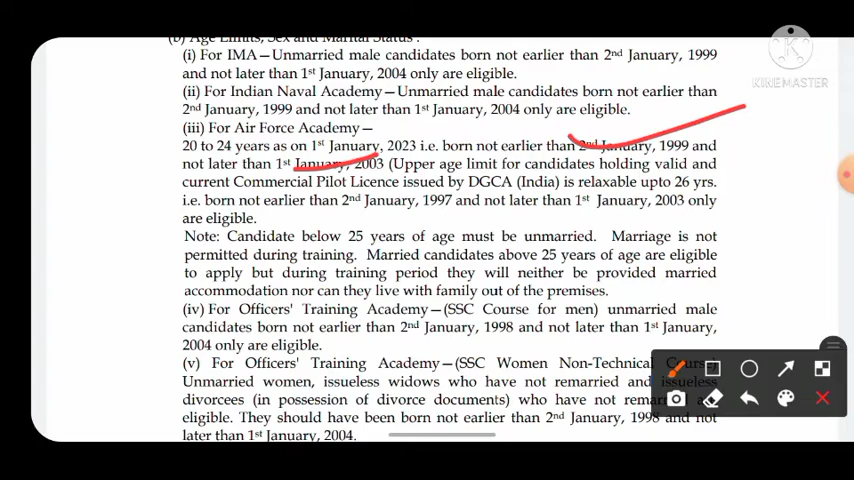 (b) Age Limits, Sex and Marital Status :
(i) For IMA—Unmarried male candidates born not earlier than 2nd January, 1999
and not later than 1st January, 2004 only are eligible.
(ii) For Indian Naval Academy—Unmarried male candidates born not earlier than
2nd January, 1999 and not later than 1st January, 2004 only are eligible.
(iii) For Air Force Academy—
20 to 24 years as on 1st January, 2023 i.e. born not earlier than 2nd January, 1999 and
not later than 1st January, 2003 (Upper age limit for candidates holding valid and
current Commercial Pilot Licence issued by DGCA (India) is relaxable upto 26 yrs.
i.e. born not earlier than 2nd January, 1997 and not later than 1st January, 2003 only
are eligible.
Note: Candidate below 25 years of age must be unmarried. Marriage is not
permitted during training. Married candidates above 25 years of age are eligible
to apply but during training period they will neither be provided married
accommodation nor can they live with family out of the premises.
(iv) For Officers' Training Academy—(SSC Course for men) unmarried male
candidates born not earlier than 2nd January, 1998 and not later than 1st January,
2004 only are eligible.
(v) For Officers' Training Academy—(SSC Women Non-Technical Course)
Unmarried women, issueless widows who have not remarried and issueless
divorcees (in possession of divorce documents) who have not
eligible. They should have been born not earlier than 2nd January, 1998 and not
later than 1st January, 2004.
KINEMASTER